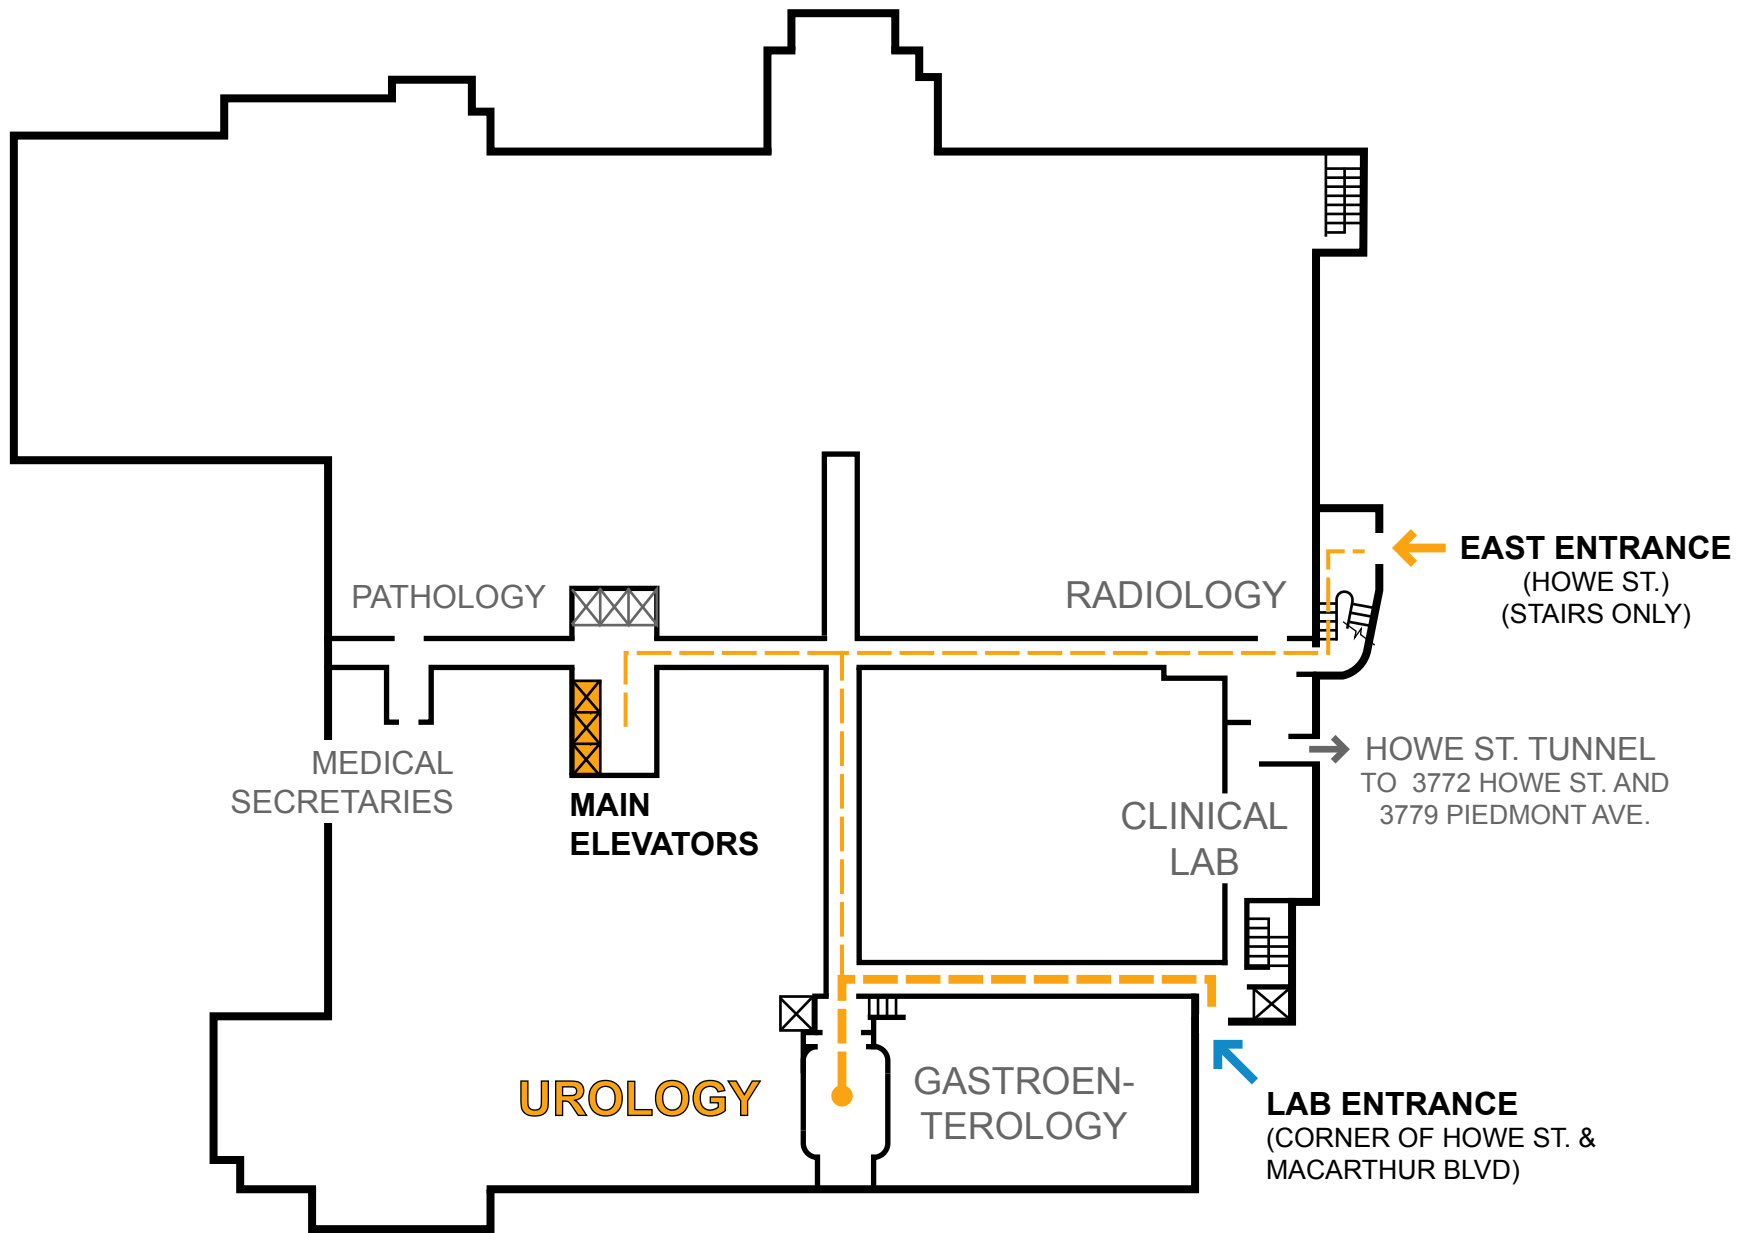 EAST ENTRANCE
(HOWE ST.)
(STAIRS ONLY)
PATHOLOGY
RADIOLOGY
MEDICAL
SECRETARIES
MAIN
ELEVATORS
HOWE ST. TUNNEL
TO 3772 HOWE ST. AND
3779 PIEDMONT AVE.
CLINICAL
LAB
UROLOGY
GASTROEN-
TEROLOGY
LAB ENTRANCE
(CORNER OF HOWE ST. &
MACARTHUR BLVD)